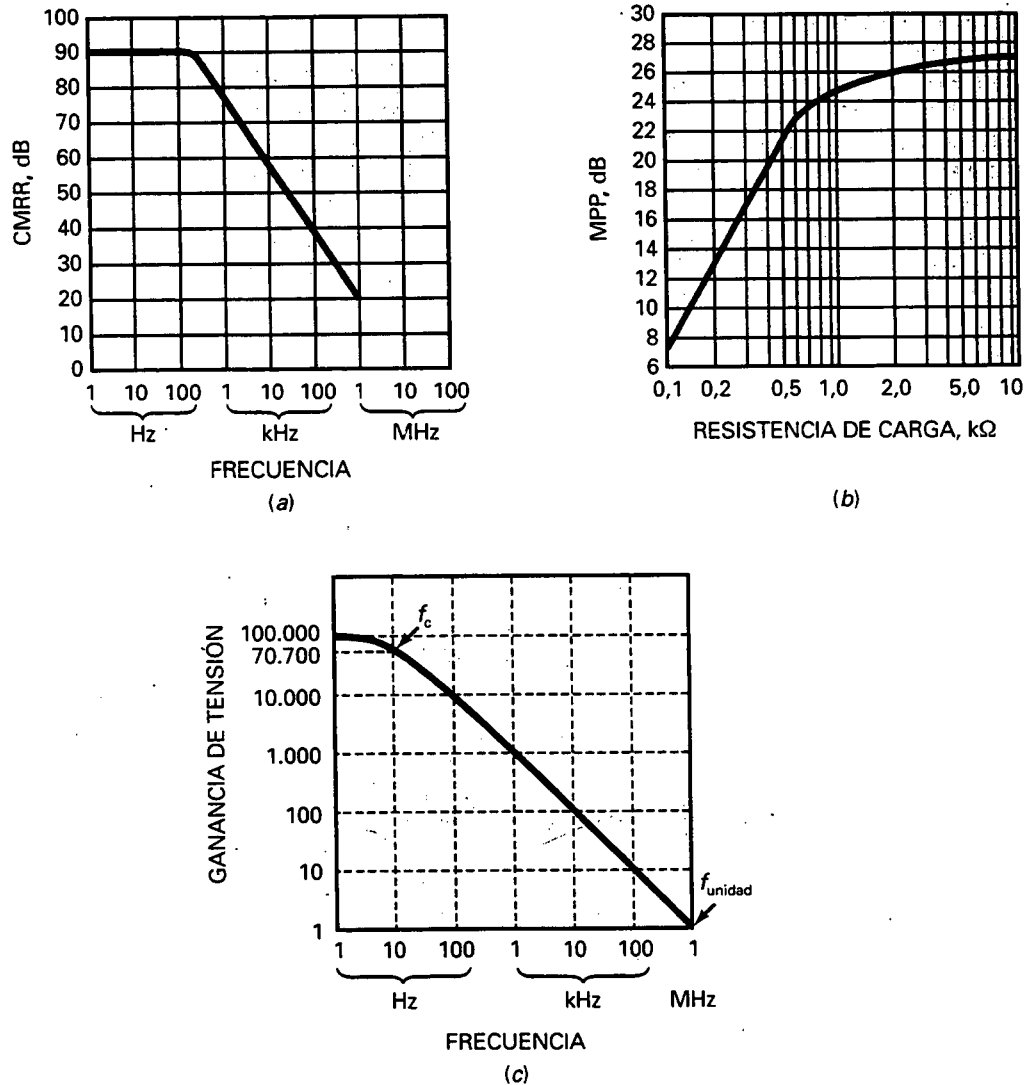 100
90
80
70
60
50
40
30
20
10
0
CMRR, dB
1 10 100 1 10 100 1 10 100
Hz kHz MHz
FRECUENCIA
(a)
30
28
26
24
22
20
18
16
14
12
10
8
6
MPP, dB
0,1 0,2 0,5 1,0 2,0 5,0 10
RESISTENCIA DE CARGA, kΩ
(b)
GANANCIA DE TENSIÓN
100.000
70.700
10.000
1.000
100
10
1
fc
funidad
1 10 100 1 10 100 1
Hz kHz MHz
FRECUENCIA
(c)